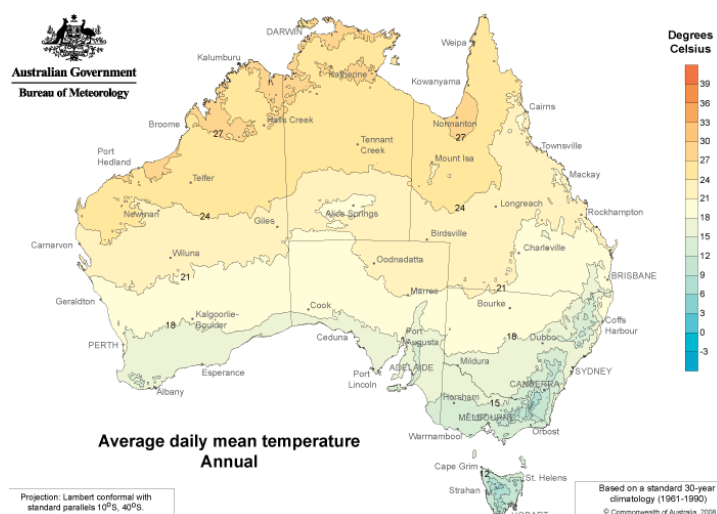 Australian Government
Bureau of Meteorology
DARWIN
Kalumburu
Katherine
Weipa
Kowanyama
Degrees
Celsius
39
36
33
30
27
24
21
18
15
12
9
6
3
0
-3
Broome
27
Halls Creek
Normanton
27
Cairns
Port
Hedland
Telfer
Tennant
Creek
Mount Isa
Townsville
Mackay
Newman
24
Giles
Alice Springs
24
Longreach
Rockhampton
Carnarvon
Wiluna
21
Birdsville
Oodnadatta
Charleville
21
BRISBANE
Geraldton
18
Kalgoorlie-
Boulder
Cook
Marree
Bourke
18
Coffs
Harbour
PERTH
Esperance
Albany
Ceduna
Port
Augusta
ADELAIDE
Port
Lincoln
Mildura
Dubbo
SYDNEY
CANBERRA
Horsham
15
MELBOURNE
Warrnambool
Orbost
Average daily mean temperature
Annual
Cape Grim
12
St. Helens
Strahan
HOBART
Projection: Lambert conformal with
standard parallels 10°S, 40°S.
Based on a standard 30-year
climatology (1961-1990)
© Commonwealth of Australia, 2008